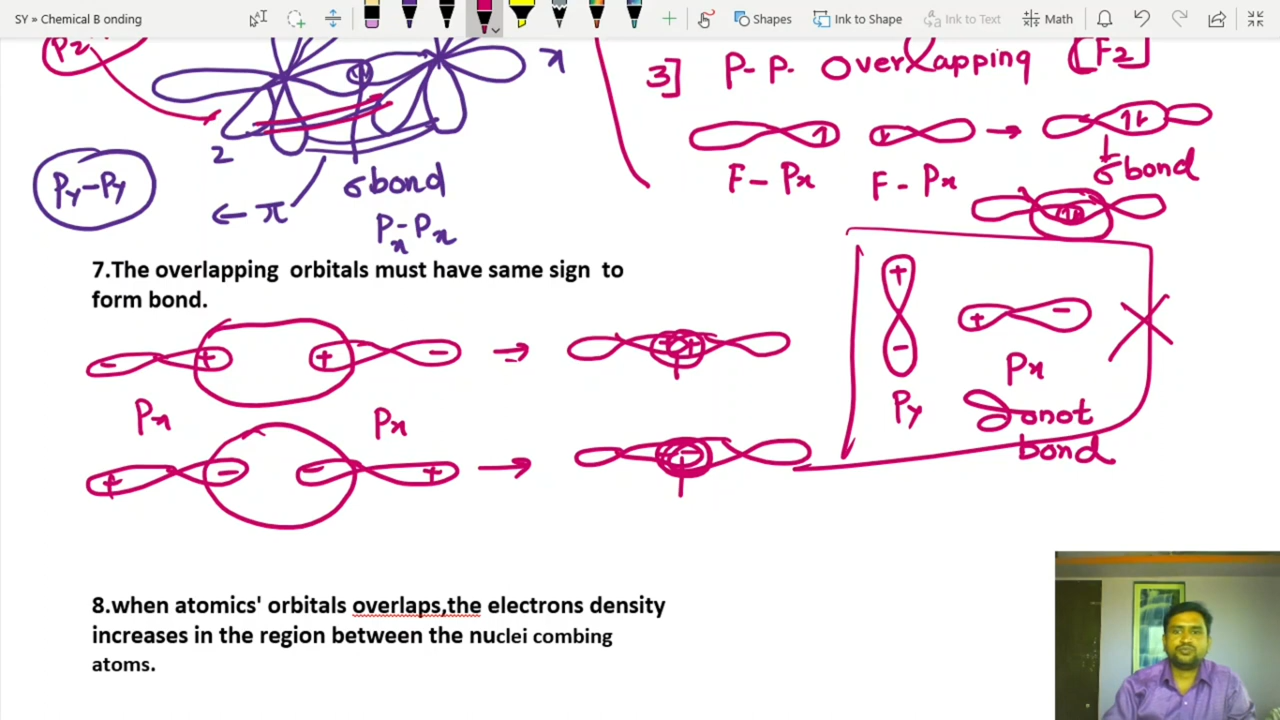 SY » Chemical B onding
Shapes
Ink to Shape
Ink to Text
Math
Pz
x
z
Py-Py
σ bond
← π
Px-Px
3] P-P. overlapping [F2]
F-Px F-Px
σ bond
7.The overlapping orbitals must have same sign to
form bond.
- + + - → + +
Px Px
+ - - + → -
+
-
Py
+ -
Px
Donot
bond
8.when atomics' orbitals overlaps,the electrons density
increases in the region between the nuclei combing
atoms.